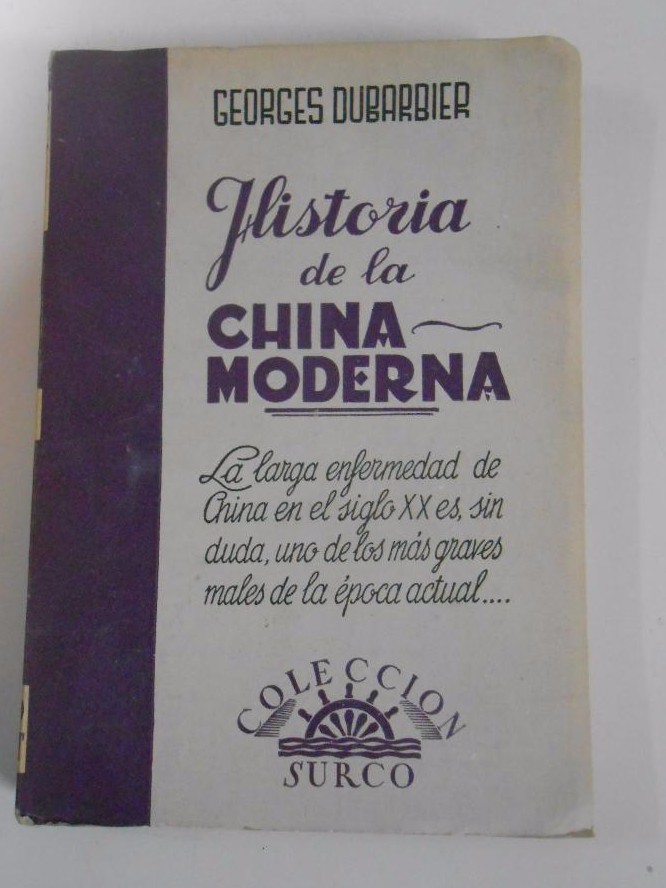 GEORGES DUBARBIER
Historia
de la
CHINA
MODERNA
La larga enfermedad de
China en el siglo XX es, sin
duda, uno de los más graves
males de la época actual....
COLECCION
SURCO